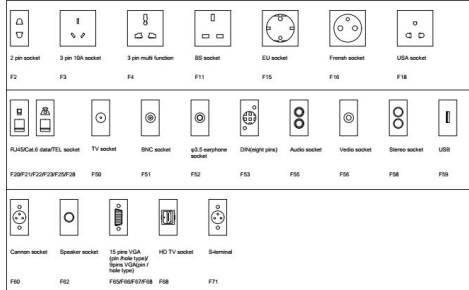 2 pin socket 3 pin 10A socket 3 pin multi function BS socket EU socket Frensh socket USA socket
F2 F3 F4 F11 F15 F16 F18
RJ45/Cat.6 data/TEL socket TV socket BNC socket φ3.5 earphone socket DIN(eight pins) Audio socket Vedio socket Stereo socket USB
F20/F21/F22/F23/F25/F28 F50 F51 F52 F53 F55 F56 F58 F59
Cannon socket Speaker socket 15 pins VGA (pin /hole type)/ 9pins VGA(pin / hole type) HD TV socket S-teminal
F60 F62 F65/F66/F67/F68 F68 F71